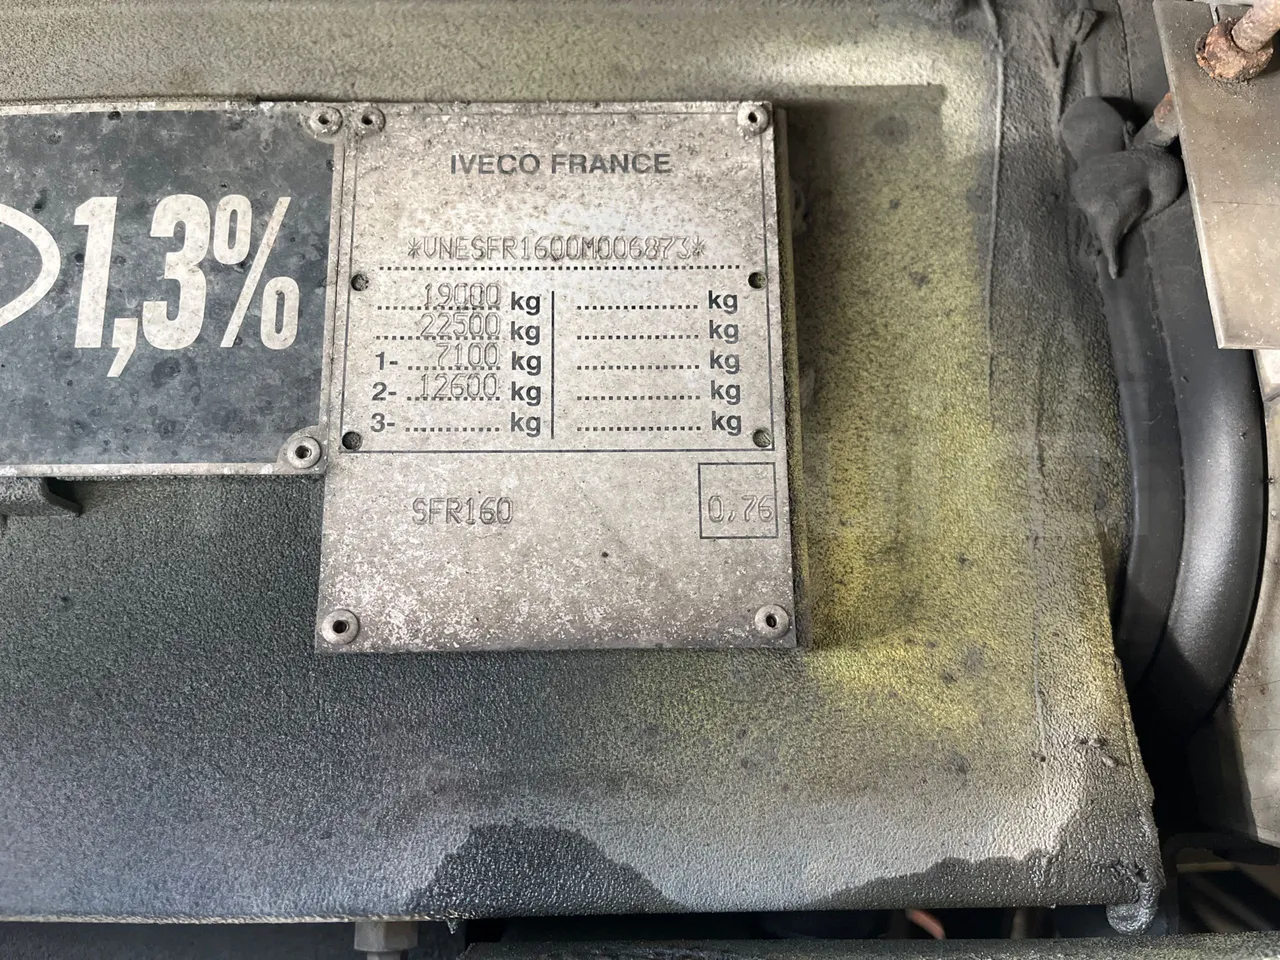 1,3%
IVECO FRANCE
*VNESFR1600M006873*
19000 kg kg
22500 kg kg
1- 7100 kg kg
2- 12600 kg kg
3- kg kg
SFR160 0,76